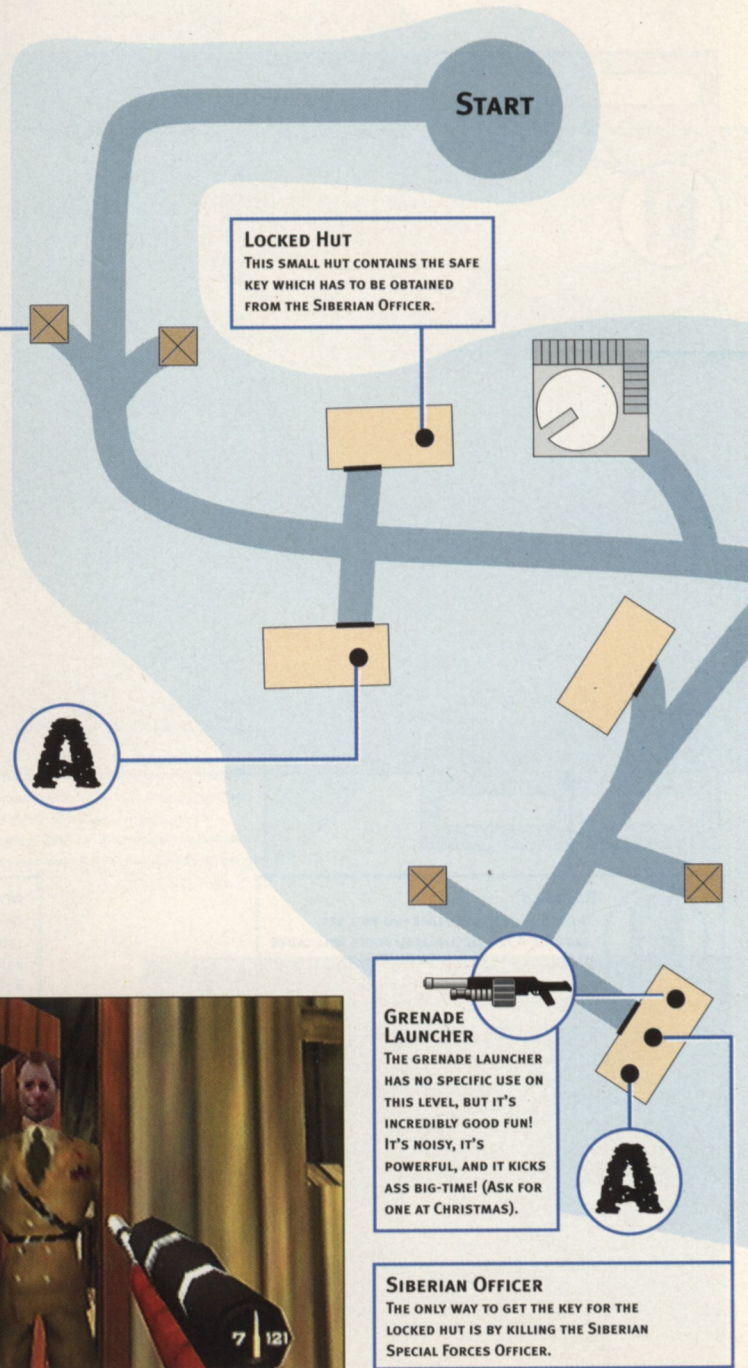 START
LOCKED HUT
THIS SMALL HUT CONTAINS THE SAFE
KEY WHICH HAS TO BE OBTAINED
FROM THE SIBERIAN OFFICER.
A
GRENADE
LAUNCHER
THE GRENADE LAUNCHER
HAS NO SPECIFIC USE ON
THIS LEVEL, BUT IT'S
INCREDIBLY GOOD FUN!
IT'S NOISY, IT'S
POWERFUL, AND IT KICKS
ASS BIG-TIME! (ASK FOR
ONE AT CHRISTMAS).
A
SIBERIAN OFFICER
THE ONLY WAY TO GET THE KEY FOR THE
LOCKED HUT IS BY KILLING THE SIBERIAN
SPECIAL FORCES OFFICER.
7 121